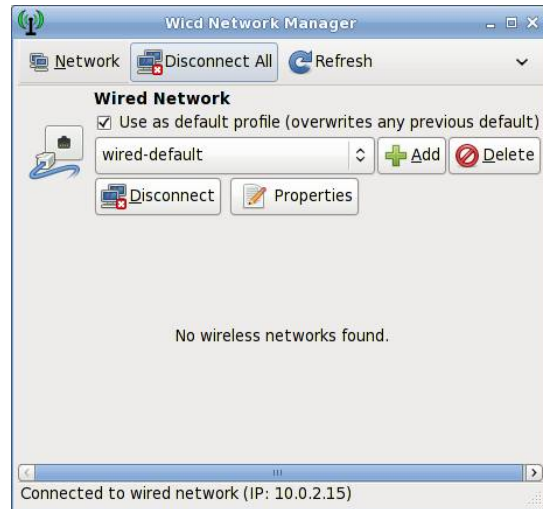 Wicd Network Manager
Network Disconnect All Refresh
Wired Network
Use as default profile (overwrites any previous default)
wired-default Add Delete
Disconnect Properties
No wireless networks found.
Connected to wired network (IP: 10.0.2.15)